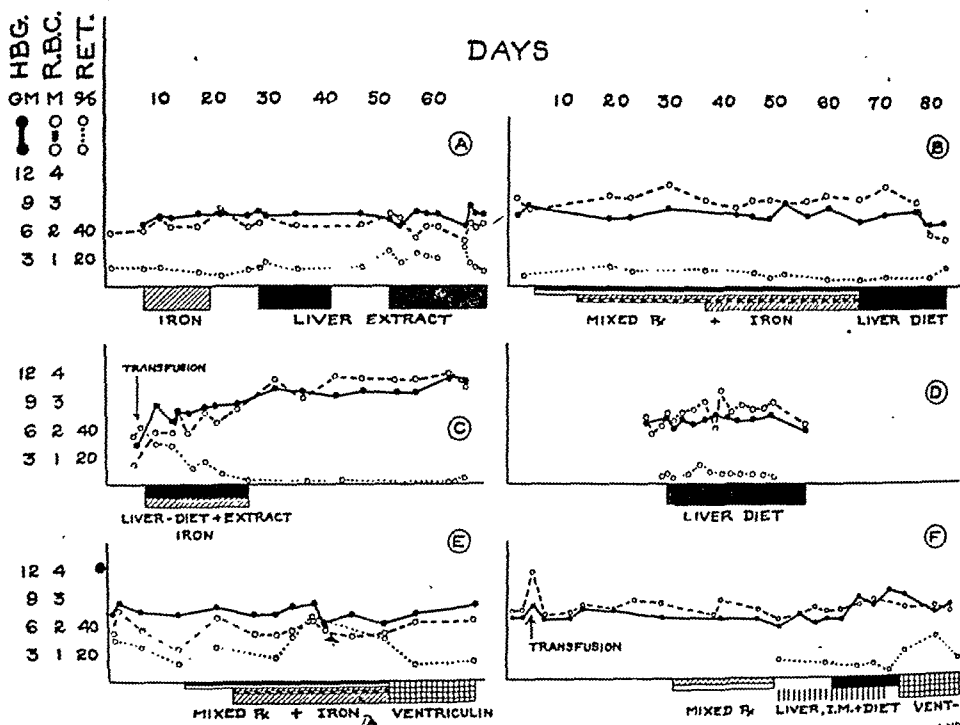 DAYS
HBG. R.B.C. RET.
GM M %
10 20 30 40 50 60
10 20 30 40 50 60 70 80
A
B
12 4
9 3
6 2 40
3 1 20
IRON
LIVER EXTRACT
MIXED Rx + IRON
LIVER DIET
TRANSFUSION
12 4
9 3
6 2 40
3 1 20
C
D
LIVER-DIET + EXTRACT
IRON
LIVER DIET
E
F
12 4
9 3
6 2 40
3 1 20
TRANSFUSION
MIXED Rx + IRON
VENTRICULIN
MIXED Rx
LIVER, I.M. + DIET
VENT-